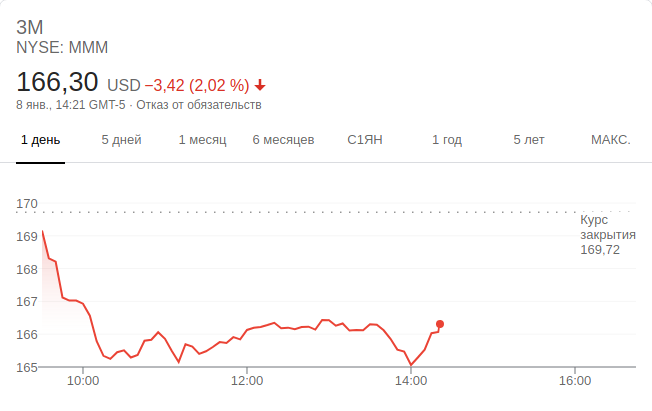 3M
NYSE: MMM
166,30 USD −3,42 (2,02 %)
8 янв., 14:21 GMT-5 · Отказ от обязательств
1 день 5 дней 1 месяц 6 месяцев С1ЯН 1 год 5 лет МАКС.
170
169
168
167
166
165
Курс
закрытия
169,72
10:00 12:00 14:00 16:00